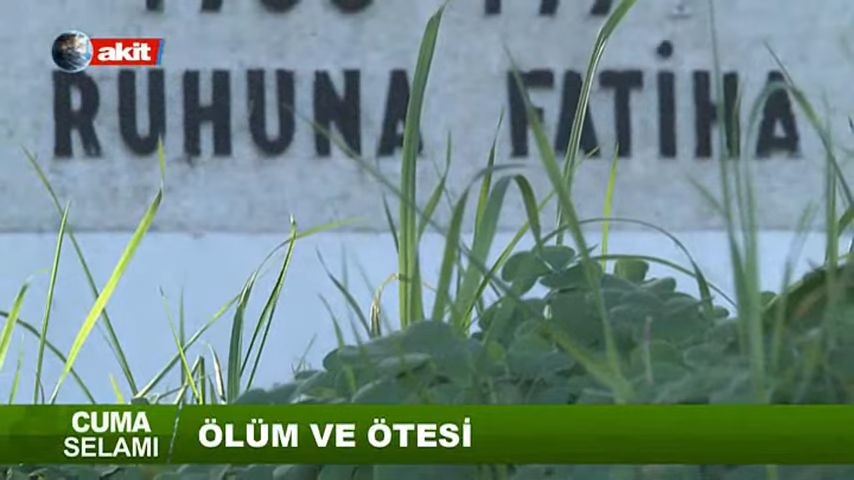 akit
RUHUNA FATİHA
CUMA
SELAMI
ÖLÜM VE ÖTESİ